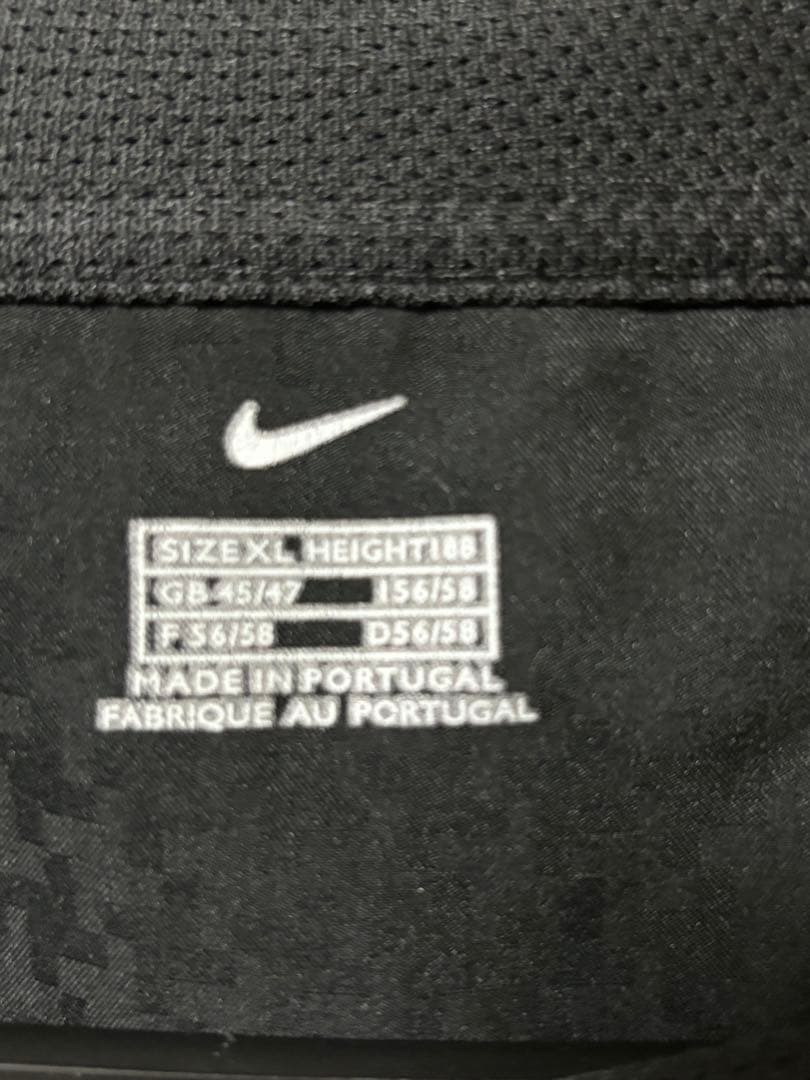 SIZE XL HEIGHT 188
GB 45/47 I 56/58
F 56/58 D 56/58
MADE IN PORTUGAL
FABRIQUE AU PORTUGAL